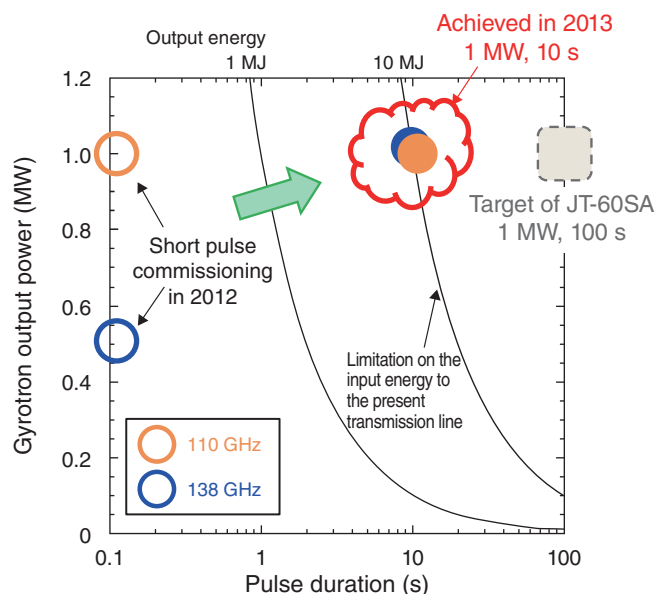 Output energy
1 MJ
10 MJ
Achieved in 2013
1 MW, 10 s
Gyrotron output power (MW)
1.2
1.0
0.8
0.6
0.4
0.2
0
Short pulse
commissioning
in 2012
Target of JT-60SA
1 MW, 100 s
Limitation on the
input energy to
the present
transmission line
110 GHz
138 GHz
0.1
1
10
100
Pulse duration (s)